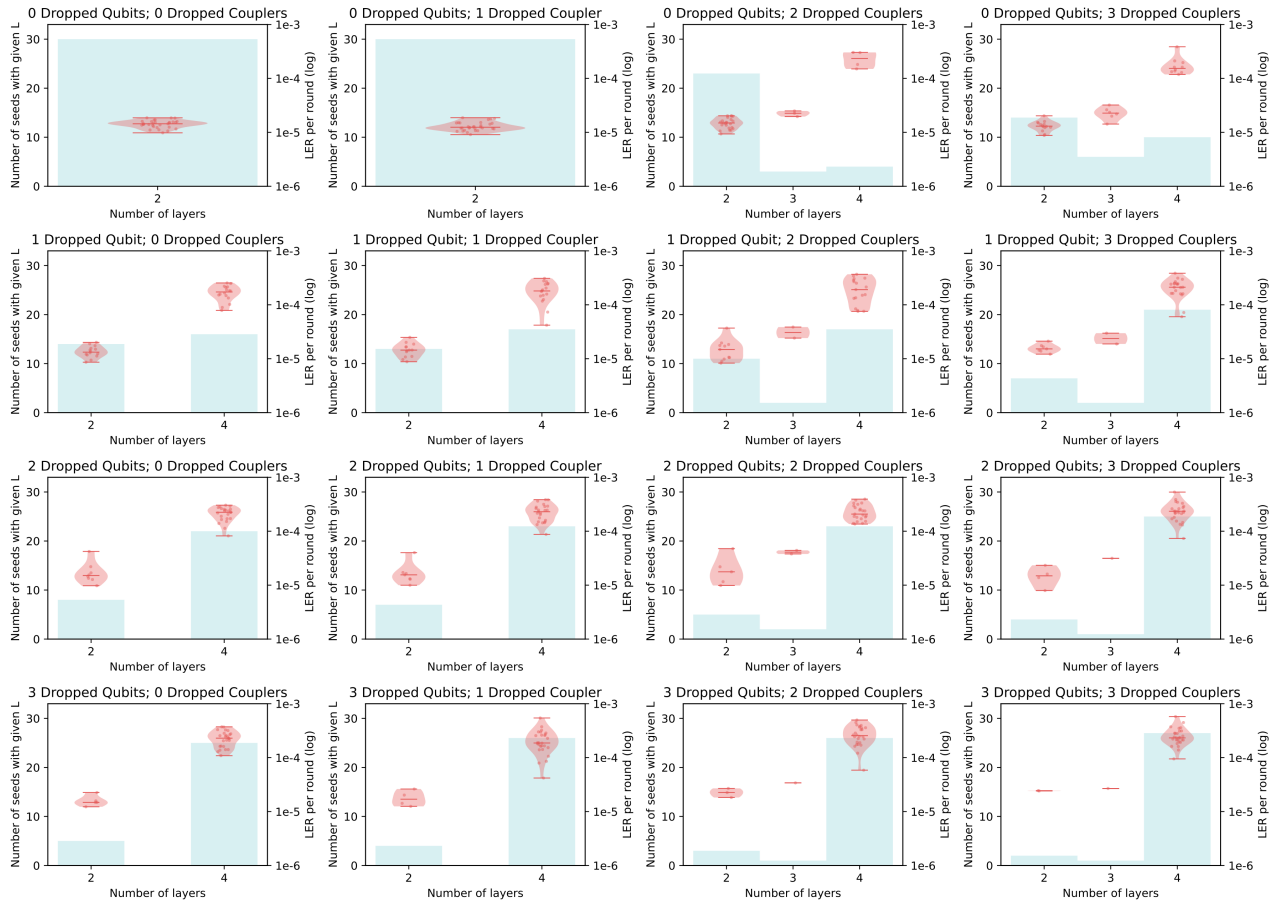 0 Dropped Qubits; 0 Dropped Couplers
0 Dropped Qubits; 1 Dropped Coupler
0 Dropped Qubits; 2 Dropped Couplers
0 Dropped Qubits; 3 Dropped Couplers
Number of seeds with given L
30
20
10
0
2
Number of layers
1e-3
1e-4
1e-5
1e-6
LER per round (log)
Number of seeds with given L
30
20
10
0
2
Number of layers
1e-3
1e-4
1e-5
1e-6
LER per round (log)
Number of seeds with given L
30
20
10
0
2 3 4
Number of layers
1e-3
1e-4
1e-5
1e-6
LER per round (log)
Number of seeds with given L
30
20
10
0
2 3 4
Number of layers
1e-3
1e-4
1e-5
1e-6
LER per round (log)
1 Dropped Qubit; 0 Dropped Couplers
1 Dropped Qubit; 1 Dropped Coupler
1 Dropped Qubit; 2 Dropped Couplers
1 Dropped Qubit; 3 Dropped Couplers
Number of seeds with given L
30
20
10
0
2 4
Number of layers
1e-3
1e-4
1e-5
1e-6
LER per round (log)
Number of seeds with given L
30
20
10
0
2 4
Number of layers
1e-3
1e-4
1e-5
1e-6
LER per round (log)
Number of seeds with given L
30
20
10
0
2 3 4
Number of layers
1e-3
1e-4
1e-5
1e-6
LER per round (log)
Number of seeds with given L
30
20
10
0
2 3 4
Number of layers
1e-3
1e-4
1e-5
1e-6
LER per round (log)
2 Dropped Qubits; 0 Dropped Couplers
2 Dropped Qubits; 1 Dropped Coupler
2 Dropped Qubits; 2 Dropped Couplers
2 Dropped Qubits; 3 Dropped Couplers
Number of seeds with given L
30
20
10
0
2 4
Number of layers
1e-3
1e-4
1e-5
1e-6
LER per round (log)
Number of seeds with given L
30
20
10
0
2 4
Number of layers
1e-3
1e-4
1e-5
1e-6
LER per round (log)
Number of seeds with given L
30
20
10
0
2 3 4
Number of layers
1e-3
1e-4
1e-5
1e-6
LER per round (log)
Number of seeds with given L
30
20
10
0
2 3 4
Number of layers
1e-3
1e-4
1e-5
1e-6
LER per round (log)
3 Dropped Qubits; 0 Dropped Couplers
3 Dropped Qubits; 1 Dropped Coupler
3 Dropped Qubits; 2 Dropped Couplers
3 Dropped Qubits; 3 Dropped Couplers
Number of seeds with given L
30
20
10
0
2 4
Number of layers
1e-3
1e-4
1e-5
1e-6
LER per round (log)
Number of seeds with given L
30
20
10
0
2 4
Number of layers
1e-3
1e-4
1e-5
1e-6
LER per round (log)
Number of seeds with given L
30
20
10
0
2 3 4
Number of layers
1e-3
1e-4
1e-5
1e-6
LER per round (log)
Number of seeds with given L
30
20
10
0
2 3 4
Number of layers
1e-3
1e-4
1e-5
1e-6
LER per round (log)